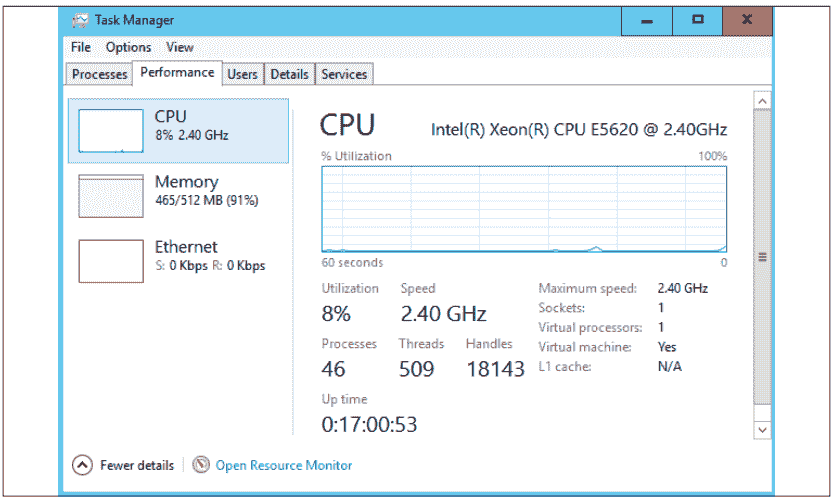 Task Manager
File Options View
Processes Performance Users Details Services
CPU
8% 2.40 GHz
Memory
465/512 MB (91%)
Ethernet
S: 0 Kbps R: 0 Kbps
CPU Intel(R) Xeon(R) CPU E5620 @ 2.40GHz
% Utilization 100%
60 seconds 0
Utilization Speed
8% 2.40 GHz
Processes Threads Handles
46 509 18143
Up time
0:17:00:53
Maximum speed: 2.40 GHz
Sockets: 1
Virtual processors: 1
Virtual machine: Yes
L1 cache: N/A
Fewer details Open Resource Monitor